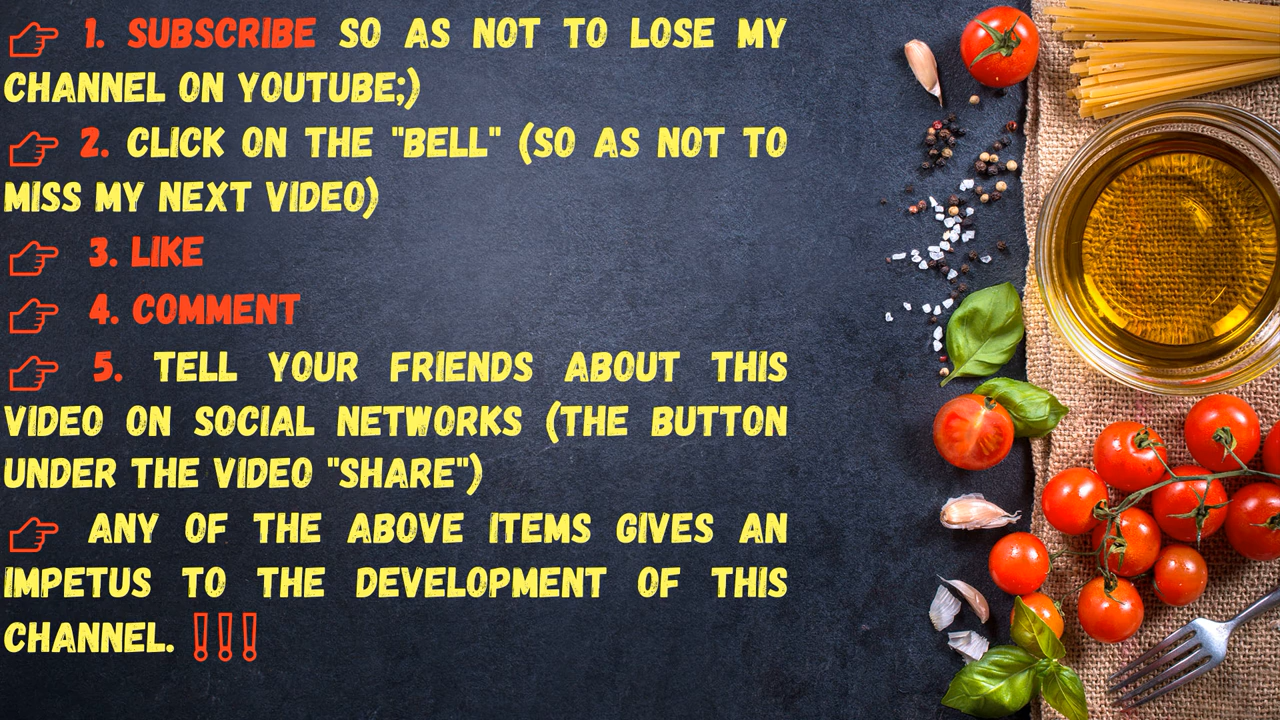 👉 1. SUBSCRIBE SO AS NOT TO LOSE MY
CHANNEL ON YOUTUBE;)
👉 2. CLICK ON THE "BELL" (SO AS NOT TO
MISS MY NEXT VIDEO)
👉 3. LIKE
👉 4. COMMENT
👉 5. TELL YOUR FRIENDS ABOUT THIS
VIDEO ON SOCIAL NETWORKS (THE BUTTON
UNDER THE VIDEO "SHARE")
👉 ANY OF THE ABOVE ITEMS GIVES AN
IMPETUS TO THE DEVELOPMENT OF THIS
CHANNEL. ❗❗❗